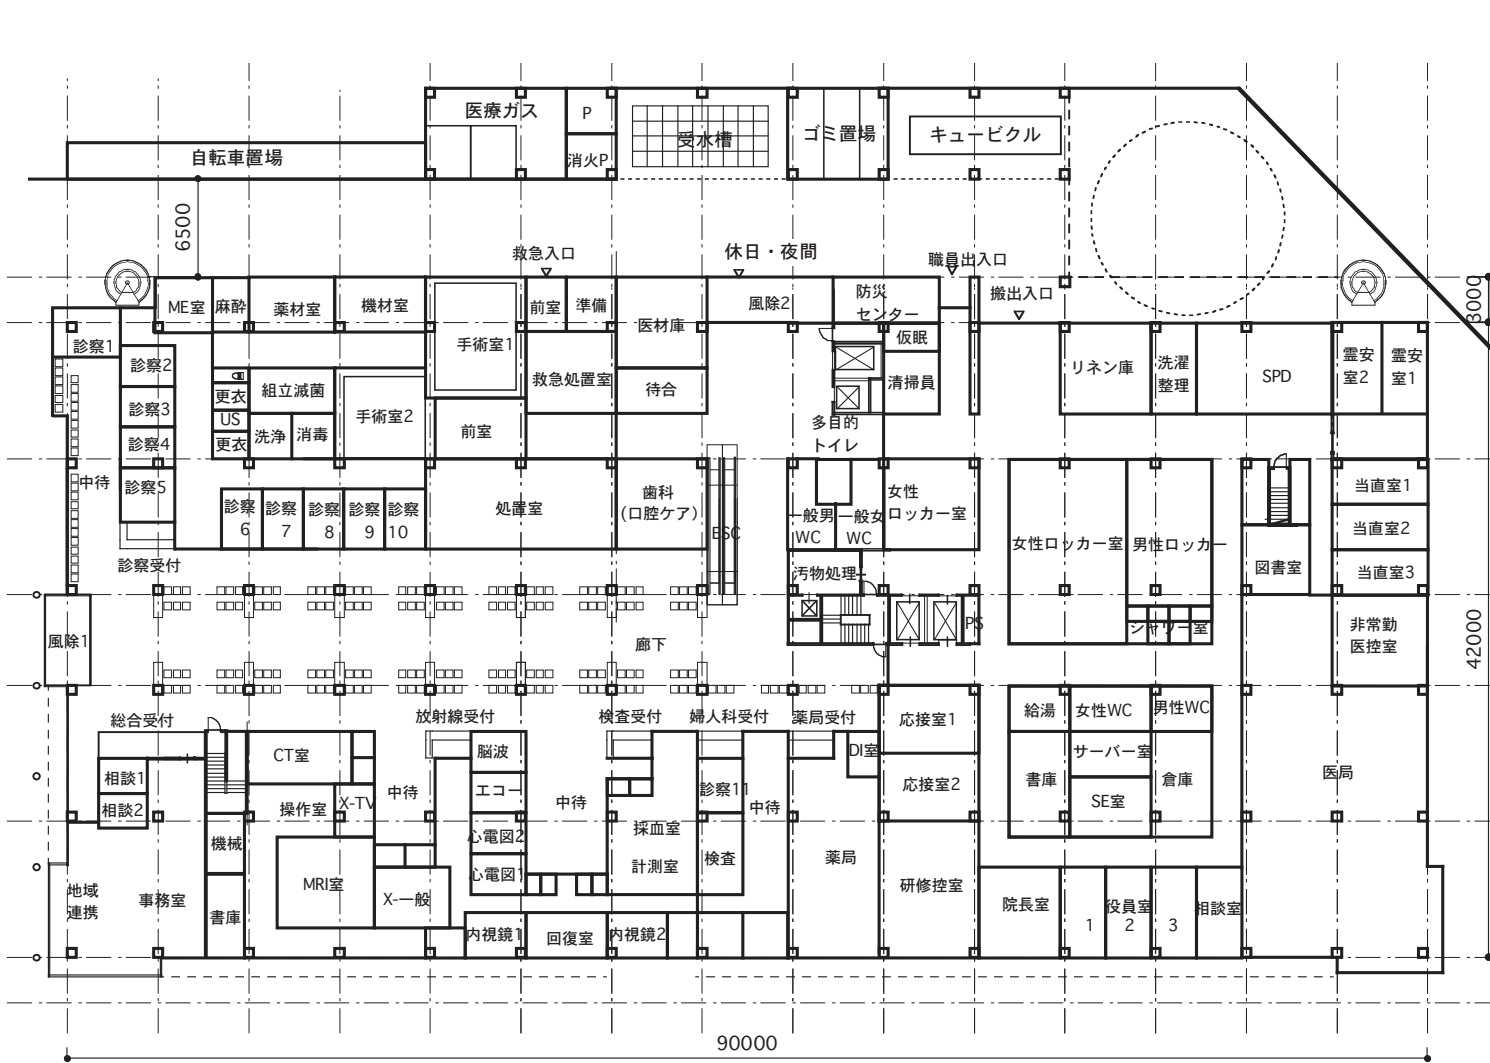 医療ガス
P
消火P
受水槽
ゴミ置場
キュービクル
自転車置場
6500
救急入口
休日・夜間
職員出入口
搬出入口
3000
ME室
麻酔
薬材室
機材室
手術室1
前室
準備
医材庫
風除2
防災
センター
仮眠
清掃員
リネン庫
洗濯
整理
SPD
霊安
室2
霊安
室1
診察1
診察2
診察3
診察4
診察5
中待
更衣
US
更衣
組立滅菌
洗浄
消毒
手術室2
前室
救急処置室
待合
多目的
トイレ
診察
6
診察
7
診察
8
診察
9
診察
10
処置室
歯科
(口腔ケア)
ESC
一般男
WC
一般女
WC
女性
ロッカー室
女性ロッカー室
男性ロッカー
図書室
当直室1
当直室2
当直室3
診察受付
汚物処理
PS
シャワー室
風除1
廊下
非常勤
医控室
42000
総合受付
放射線受付
検査受付
婦人科受付
薬局受付
応接室1
給湯
女性WC
男性WC
相談1
相談2
CT室
操作室
X-TV
中待
脳波
エコー
心電図2
心電図1
中待
採血室
計測室
診察11
検査
中待
DI室
応接室2
書庫
サーバー室
SE室
倉庫
医局
機械
MRI室
X-一般
薬局
研修控室
地域
連携
事務室
書庫
内視鏡1
回復室
内視鏡2
院長室
1
役員室
2
3
相談室
90000